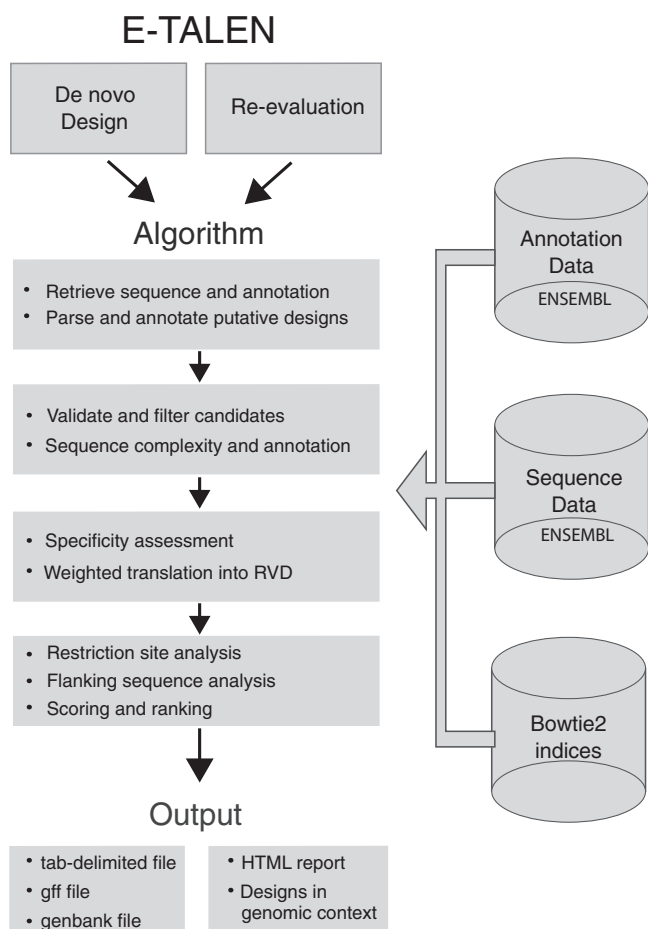 E-TALEN
De novo
Design
Re-evaluation
Algorithm
• Retrieve sequence and annotation
• Parse and annotate putative designs
• Validate and filter candidates
• Sequence complexity and annotation
• Specificity assessment
• Weighted translation into RVD
• Restriction site analysis
• Flanking sequence analysis
• Scoring and ranking
Output
• tab-delimited file
• gff file
• genbank file
• HTML report
• Designs in
genomic context
Annotation
Data
ENSEMBL
Sequence
Data
ENSEMBL
Bowtie2
indices